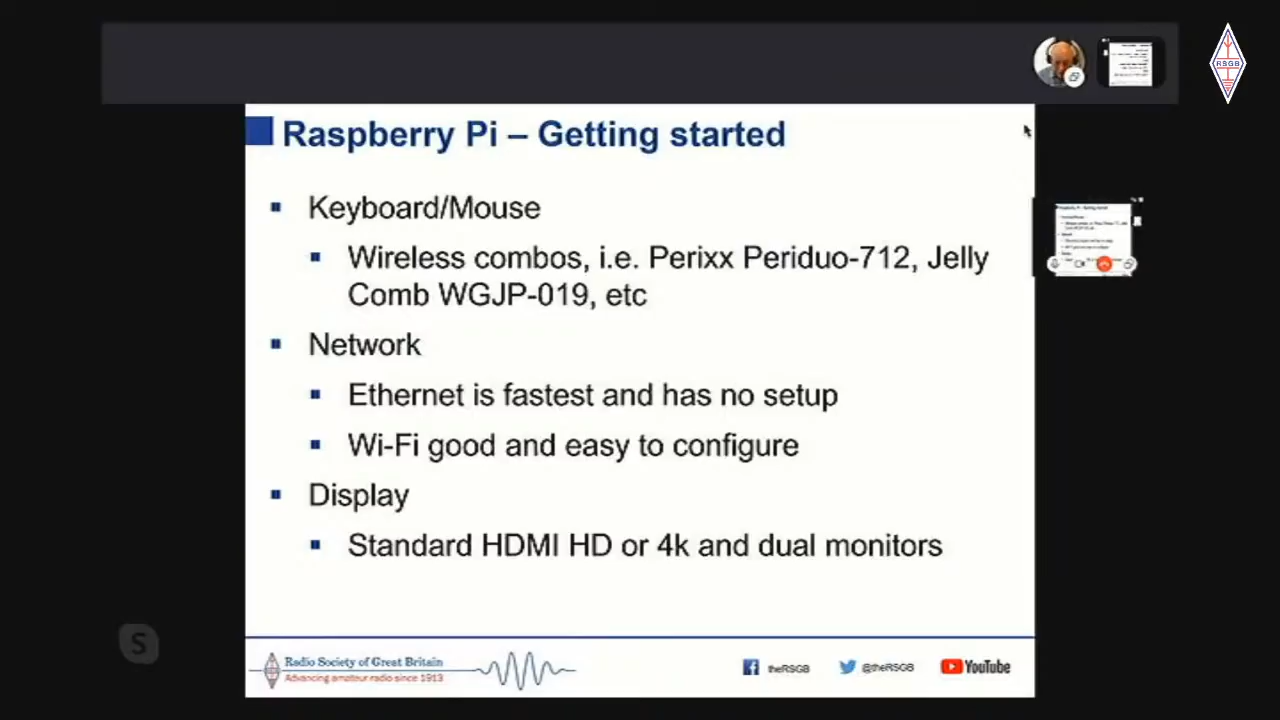 RSGB
Raspberry Pi – Getting started
Keyboard/Mouse
Wireless combos, i.e. Perixx Periduo-712, Jelly
Comb WGJP-019, etc
Network
Ethernet is fastest and has no setup
Wi-Fi good and easy to configure
Display
Standard HDMI HD or 4k and dual monitors
S
Radio Society of Great Britain
Advancing amateur radio since 1913
theRSGB
@theRSGB
YouTube